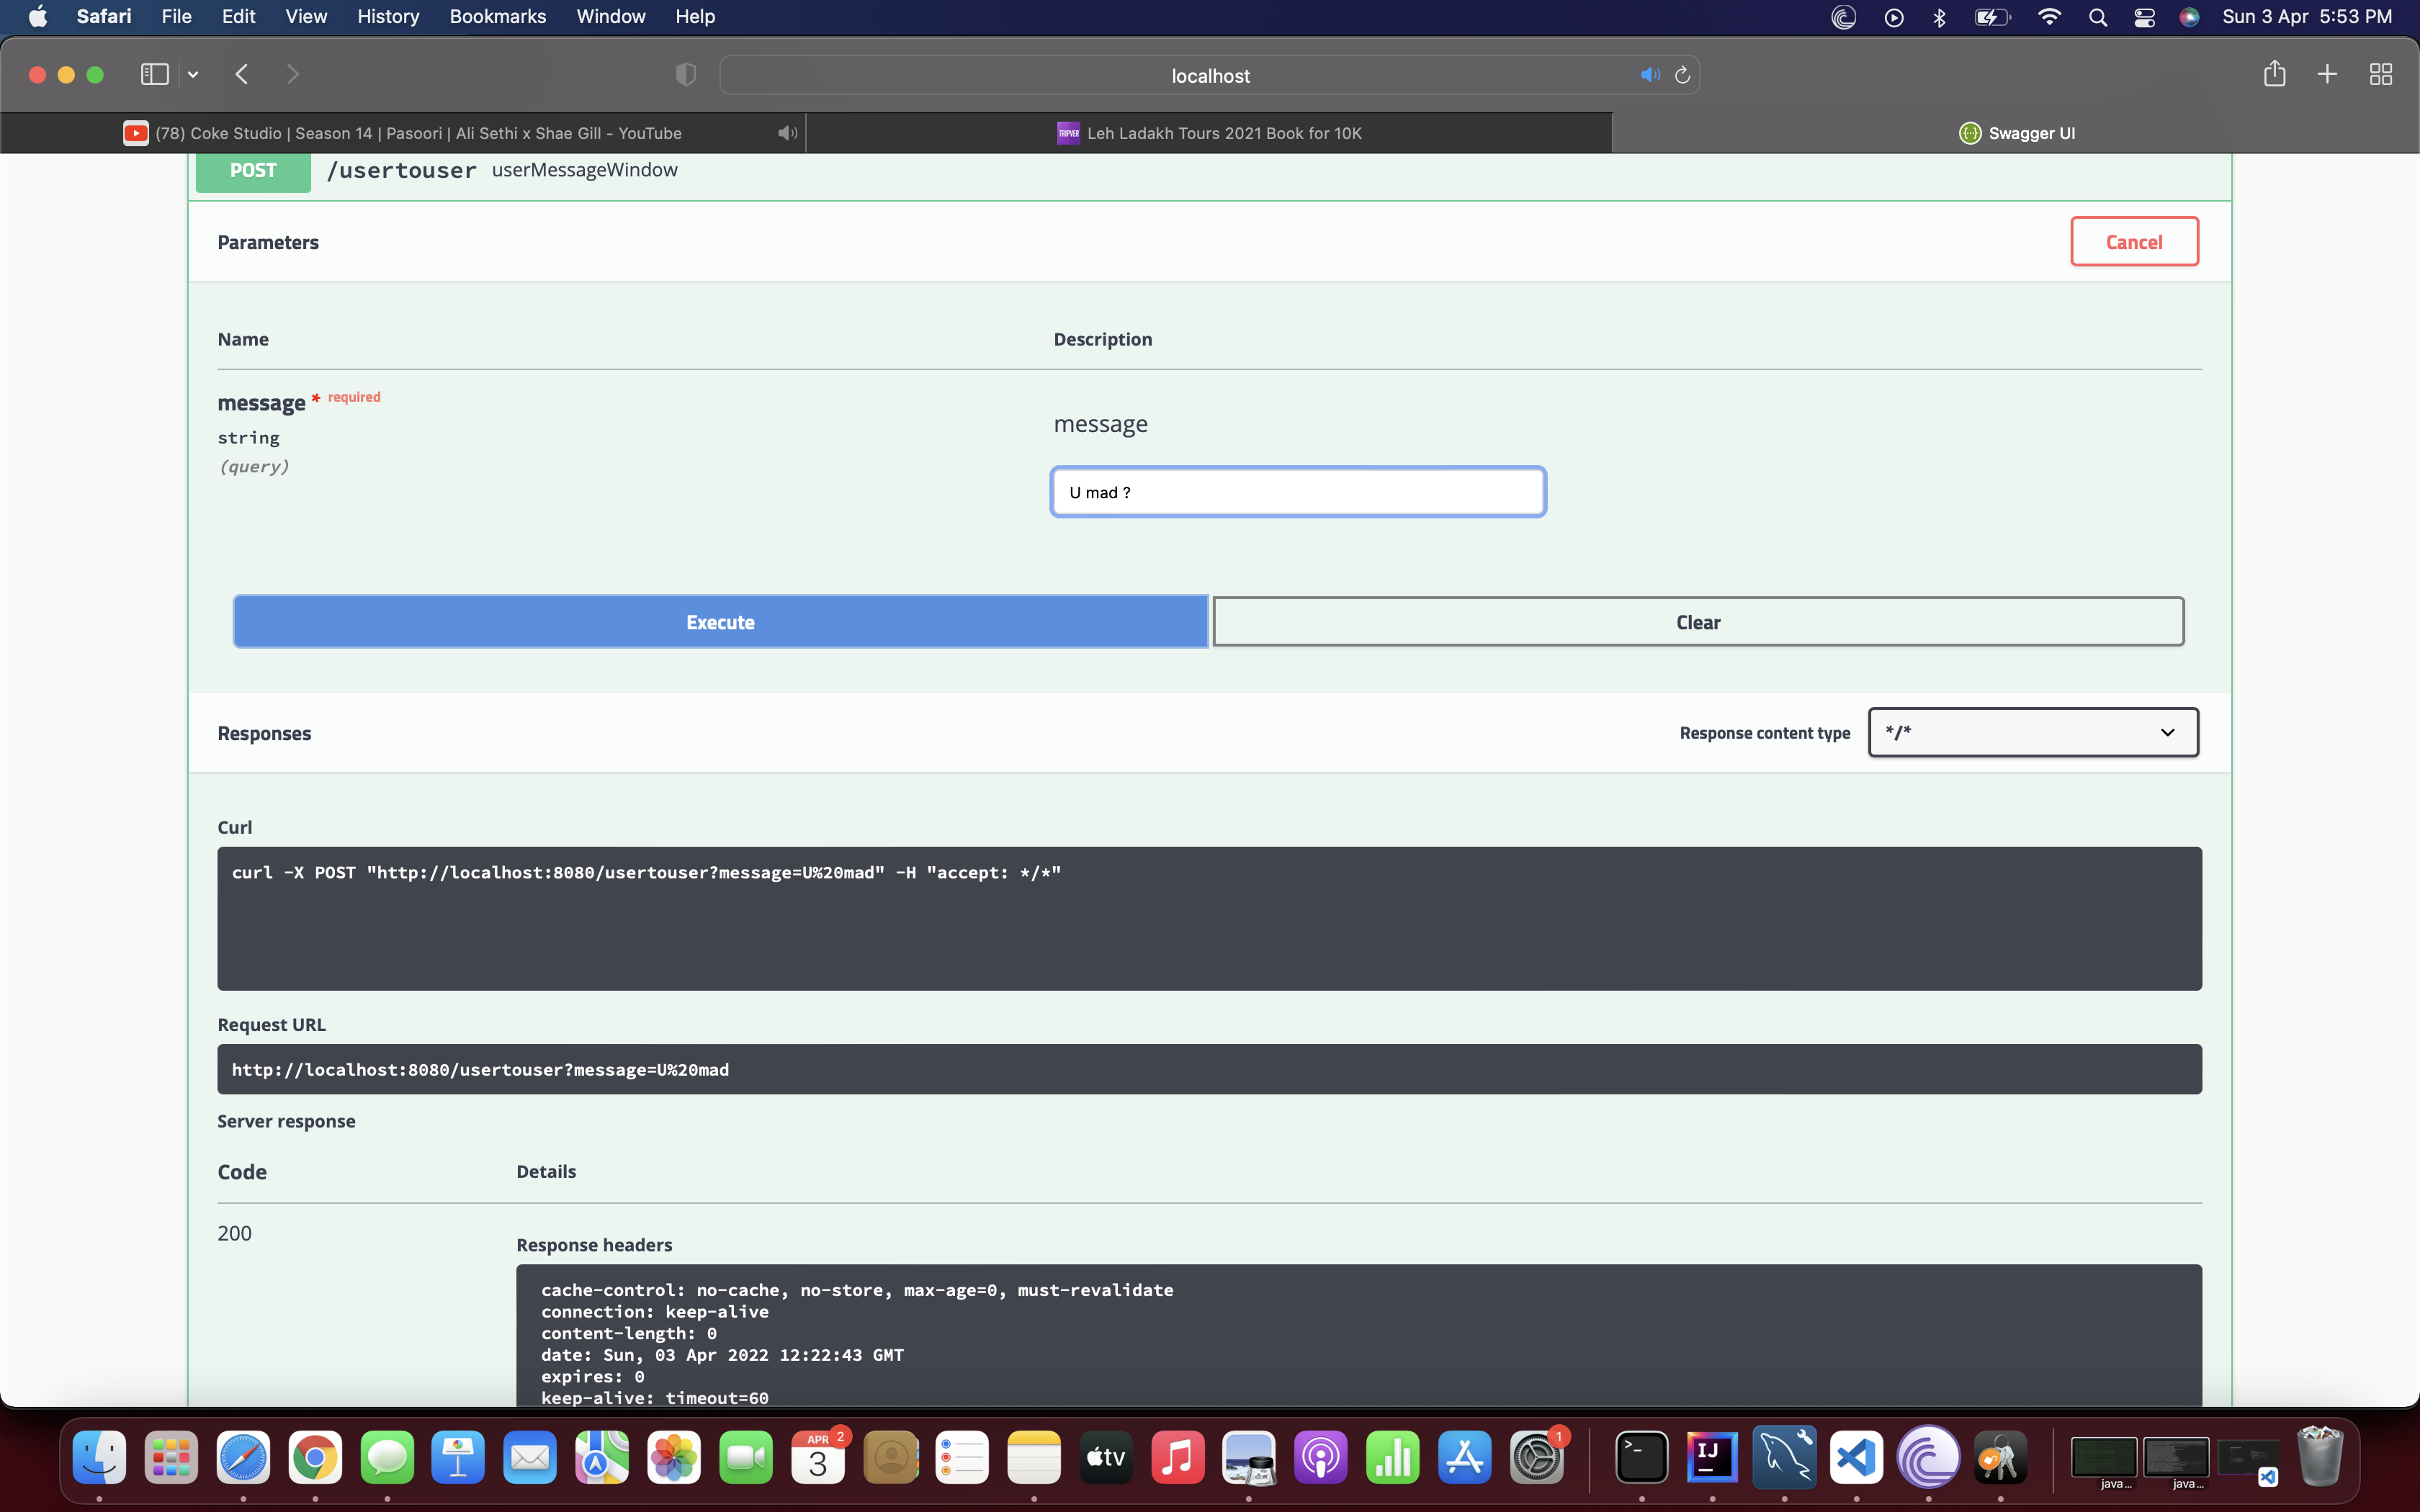 Safari File Edit View History Bookmarks Window Help Sun 3 Apr 5:53 PM
localhost
(78) Coke Studio | Season 14 | Pasoori | Ali Sethi x Shae Gill - YouTube TRIPVER Leh Ladakh Tours 2021 Book for 10K Swagger UI
POST /usertouser userMessageWindow
Parameters Cancel
Name Description
message * required
string
(query)
message
U mad ?
Execute Clear
Responses Response content type */*
Curl
curl -X POST "http://localhost:8080/usertouser?message=U%20mad" -H "accept: */*"
Request URL
http://localhost:8080/usertouser?message=U%20mad
Server response
Code Details
200
Response headers
cache-control: no-cache, no-store, max-age=0, must-revalidate
connection: keep-alive
content-length: 0
date: Sun, 03 Apr 2022 12:22:43 GMT
expires: 0
keep-alive: timeout=60
APR 2
3
tv
1
>_
IJ
java...
java...